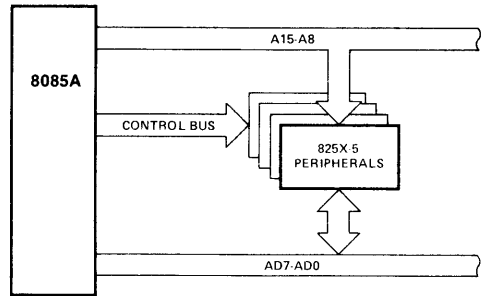 A15-A8
8085A
CONTROL BUS
825X-5
PERIPHERALS
AD7-AD0